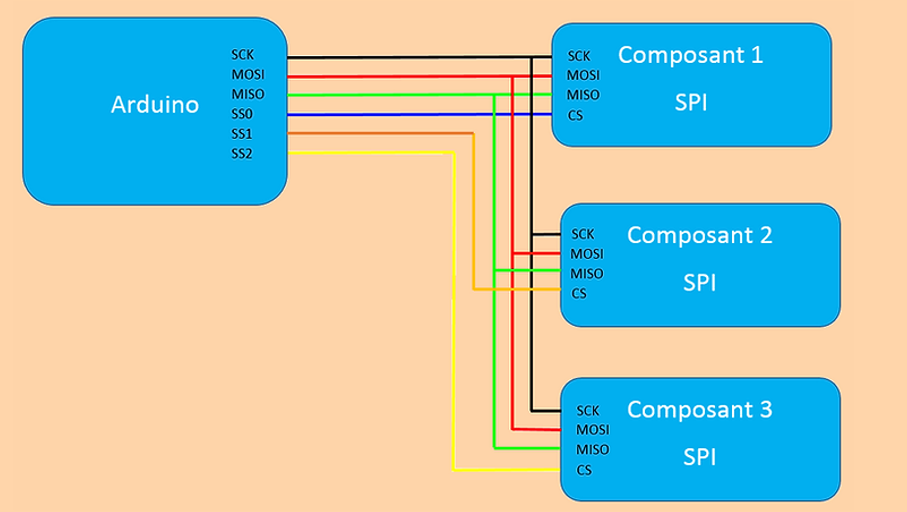 Arduino
SCK
MOSI
MISO
SS0
SS1
SS2
Composant 1
SPI
SCK
MOSI
MISO
CS
Composant 2
SPI
SCK
MOSI
MISO
CS
Composant 3
SPI
SCK
MOSI
MISO
CS